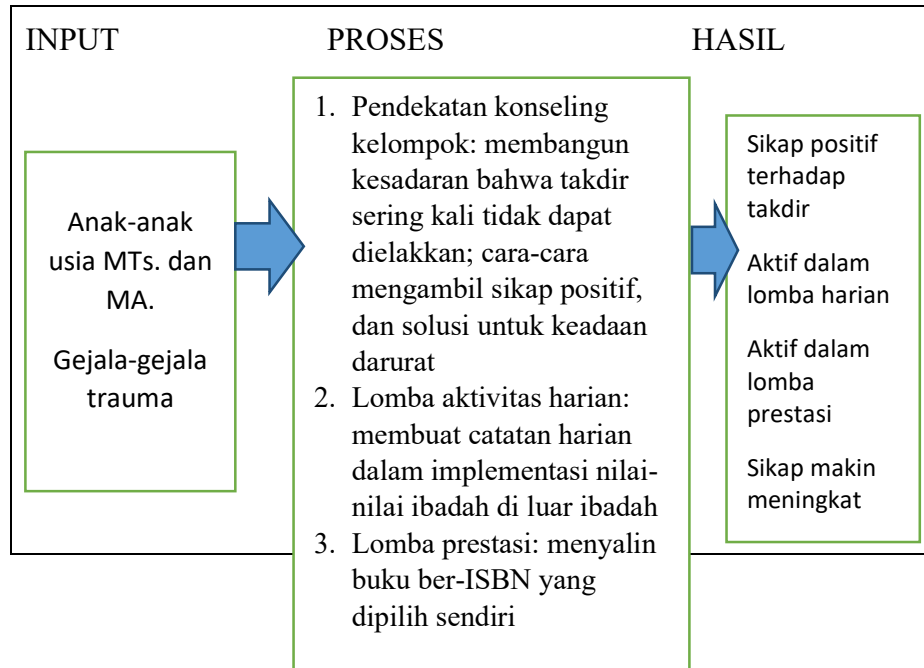 INPUT
PROSES
HASIL
Anak-anak
usia MTs. dan
MA.
Gejala-gejala
trauma
1. Pendekatan konseling
kelompok: membangun
kesadaran bahwa takdir
sering kali tidak dapat
dielakkan; cara-cara
mengambil sikap positif,
dan solusi untuk keadaan
darurat
2. Lomba aktivitas harian:
membuat catatan harian
dalam implementasi nilai-
nilai ibadah di luar ibadah
3. Lomba prestasi: menyalin
buku ber-ISBN yang
dipilih sendiri
Sikap positif
terhadap
takdir
Aktif dalam
lomba harian
Aktif dalam
lomba
prestasi
Sikap makin
meningkat